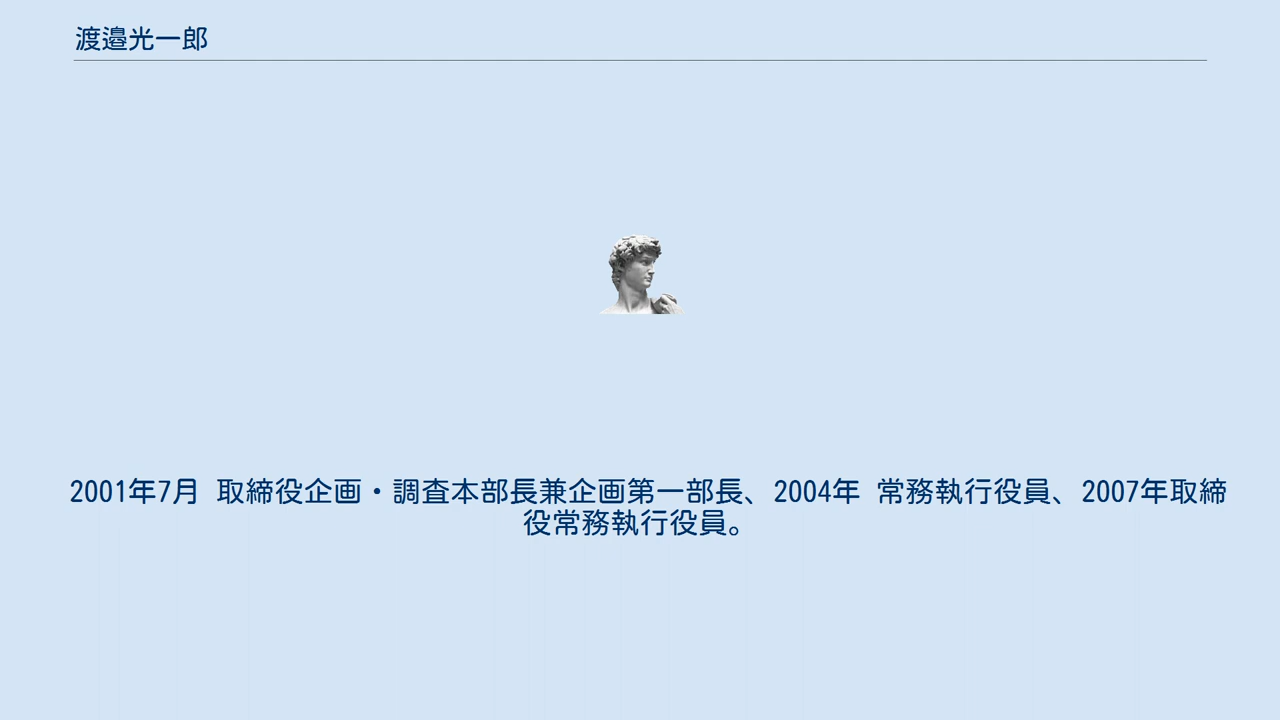 渡邉光一郎
2001年7月 取締役企画・調査本部長兼企画第一部長、2004年 常務執行役員、2007年取締
役常務執行役員。